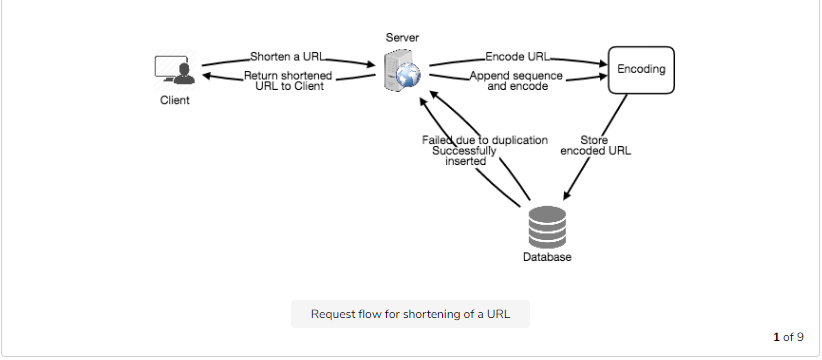 Server
Shorten a URL
Encode URL
Return shortened
URL to Client
Append sequence
and encode
Encoding
Client
Failed due to duplication
Successfully
inserted
Store
encoded URL
Database
Request flow for shortening of a URL
1 of 9